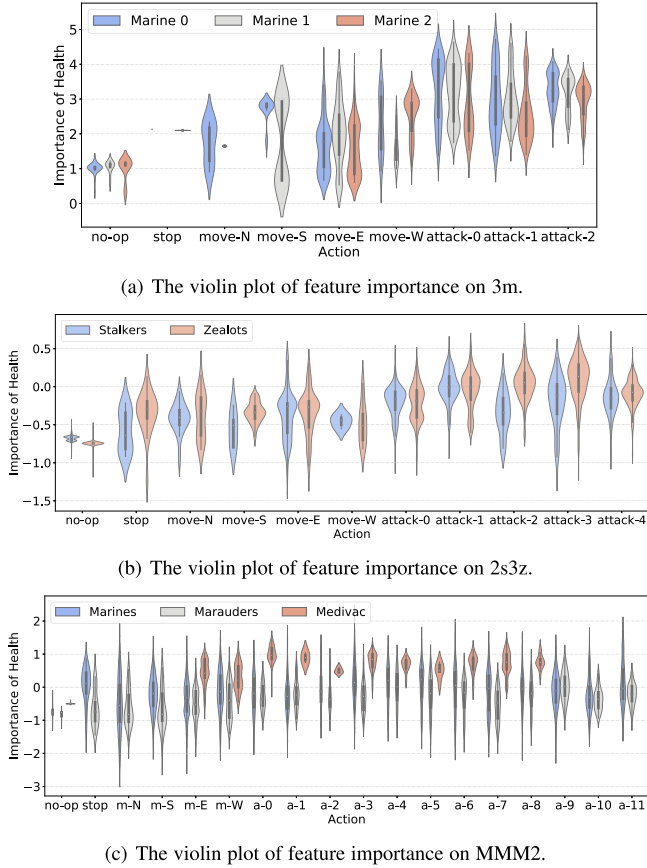 Marine 0 Marine 1 Marine 2
Importance of Health
5
4
3
2
1
0
no-op stop move-N move-S move-E move-W attack-0 attack-1 attack-2
Action
(a) The violin plot of feature importance on 3m.
Stalkers Zealots
Importance of Health
0.5
0.0
−0.5
−1.0
−1.5
no-op stop move-N move-S move-E move-W attack-0 attack-1 attack-2 attack-3 attack-4
Action
(b) The violin plot of feature importance on 2s3z.
Marines Marauders Medivac
Importance of Health
2
1
0
−1
−2
−3
no-op stop m-N m-S m-E m-W a-0 a-1 a-2 a-3 a-4 a-5 a-6 a-7 a-8 a-9 a-10 a-11
Action
(c) The violin plot of feature importance on MMM2.